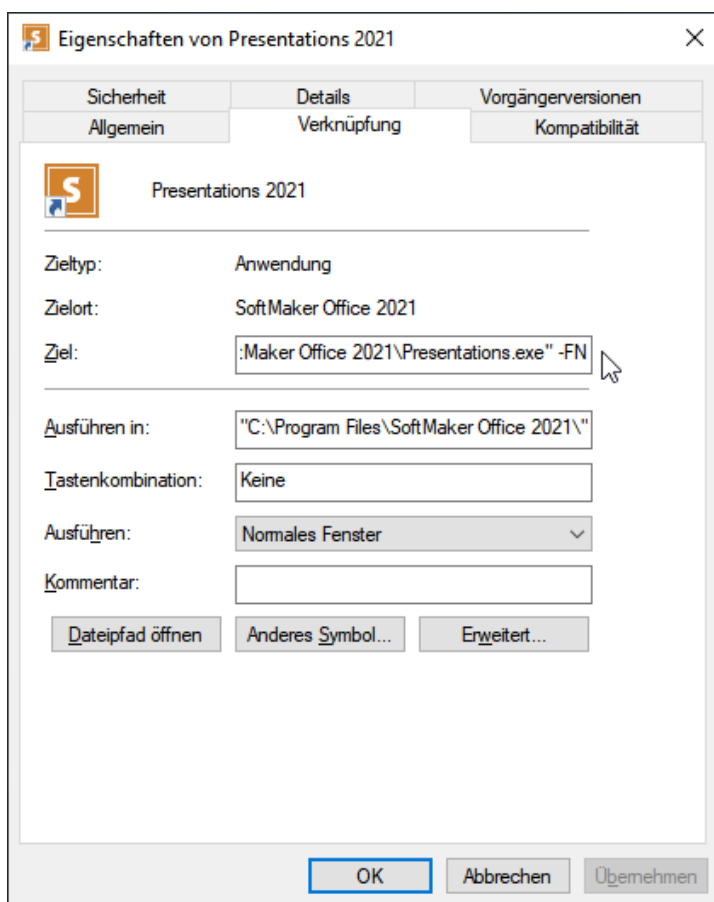 Eigenschaften von Presentations 2021
Sicherheit Details Vorgängerversionen
Allgemein Verknüpfung Kompatibilität
S Presentations 2021
Zieltyp: Anwendung
Zielort: SoftMaker Office 2021
Ziel: :Maker Office 2021\Presentations.exe" -FN
Ausführen in: "C:\Program Files\SoftMaker Office 2021\"
Tastenkombination: Keine
Ausführen: Normales Fenster
Kommentar:
Dateipfad öffnen Anderes Symbol... Erweitert...
OK Abbrechen Übernehmen